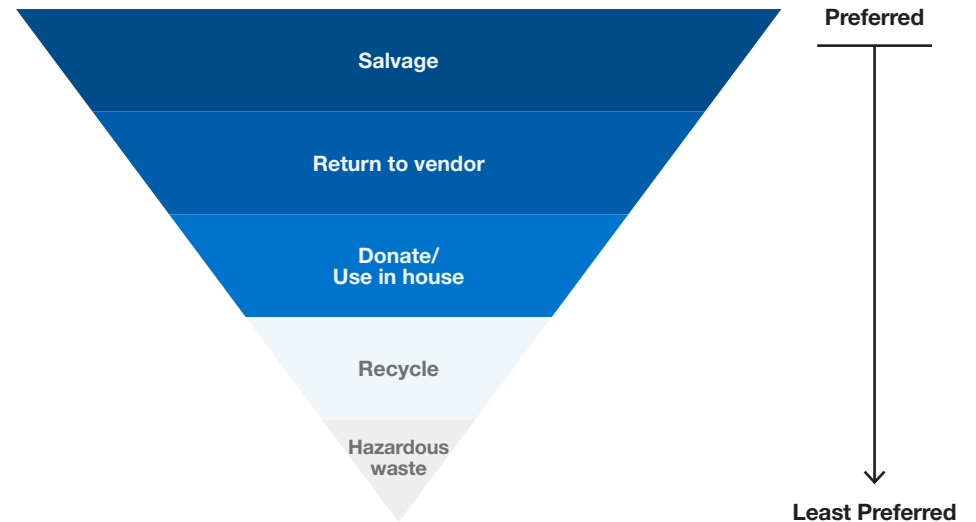 Preferred
Salvage
Return to vendor
Donate/
Use in house
Recycle
Hazardous
waste
Least Preferred